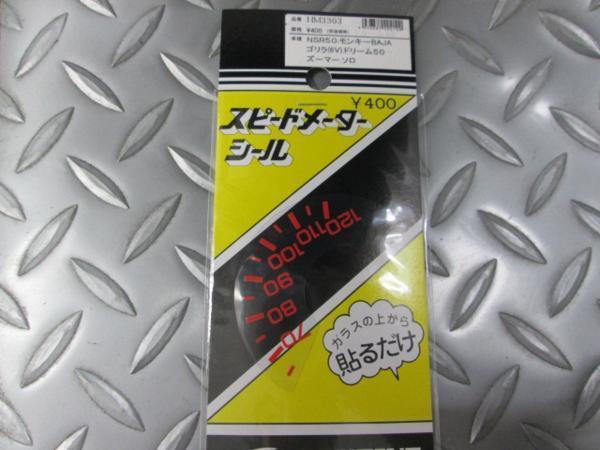 品番 HM3303
価格 ¥400
車種 NSR50.モンキーBAJA
ゴリラ(6V)ドリーム50
ズーマー.ソロ
¥400
スピードメーター
シール
120
110
100
90
80
70
ガラスの上から
貼るだけ